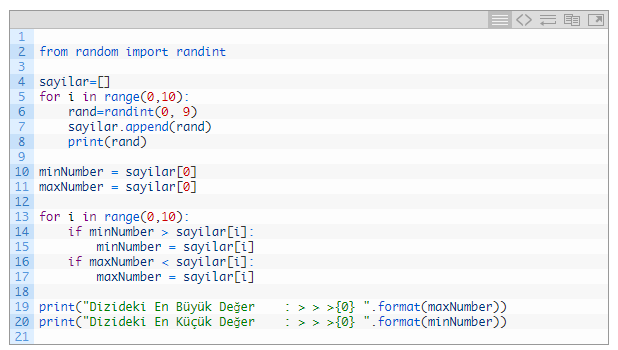 1
2 from random import randint
3
4 sayilar=[]
5 for i in range(0,10):
6     rand=randint(0, 9)
7     sayilar.append(rand)
8     print(rand)
9
10 minNumber = sayilar[0]
11 maxNumber = sayilar[0]
12
13 for i in range(0,10):
14     if minNumber > sayilar[i]:
15         minNumber = sayilar[i]
16     if maxNumber < sayilar[i]:
17         maxNumber = sayilar[i]
18
19 print("Dizideki En Büyük Değer    : > > >{0} ".format(maxNumber))
20 print("Dizideki En Küçük Değer    : > > >{0} ".format(minNumber))
21